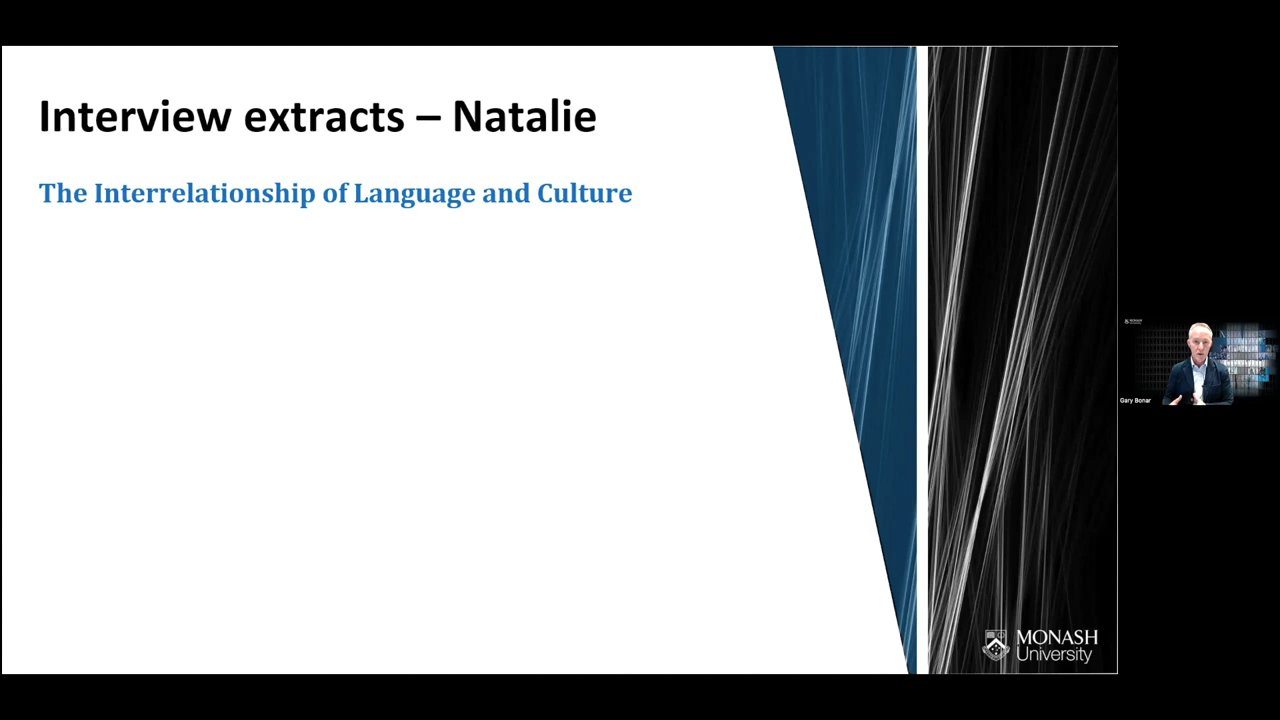 Interview extracts – Natalie
The Interrelationship of Language and Culture
MONASH
University
Gary Bonar